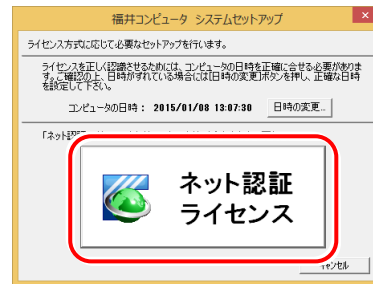 福井コンピュータ システムセットアップ
ライセンス方式に応じて必要なセットアップを行います。
ライセンスを正しく認識させるためには、コンピュータの日時を正確に合せる必要がありま
す。ご確認の上、日時がずれている場合には[日時の変更]ボタンを押し、正確な日時
を設定して下さい。
コンピュータの日時： 2015/01/08 13:07:30 日時の変更...
「ネット認証
ネット認証
ライセンス
キャンセル